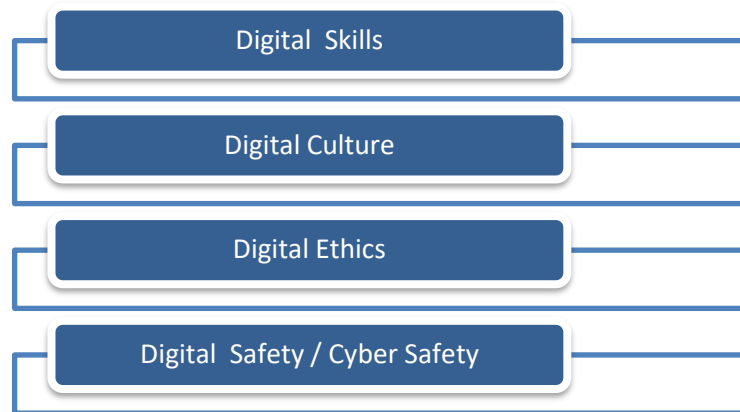 Digital Skills
Digital Culture
Digital Ethics
Digital Safety / Cyber Safety